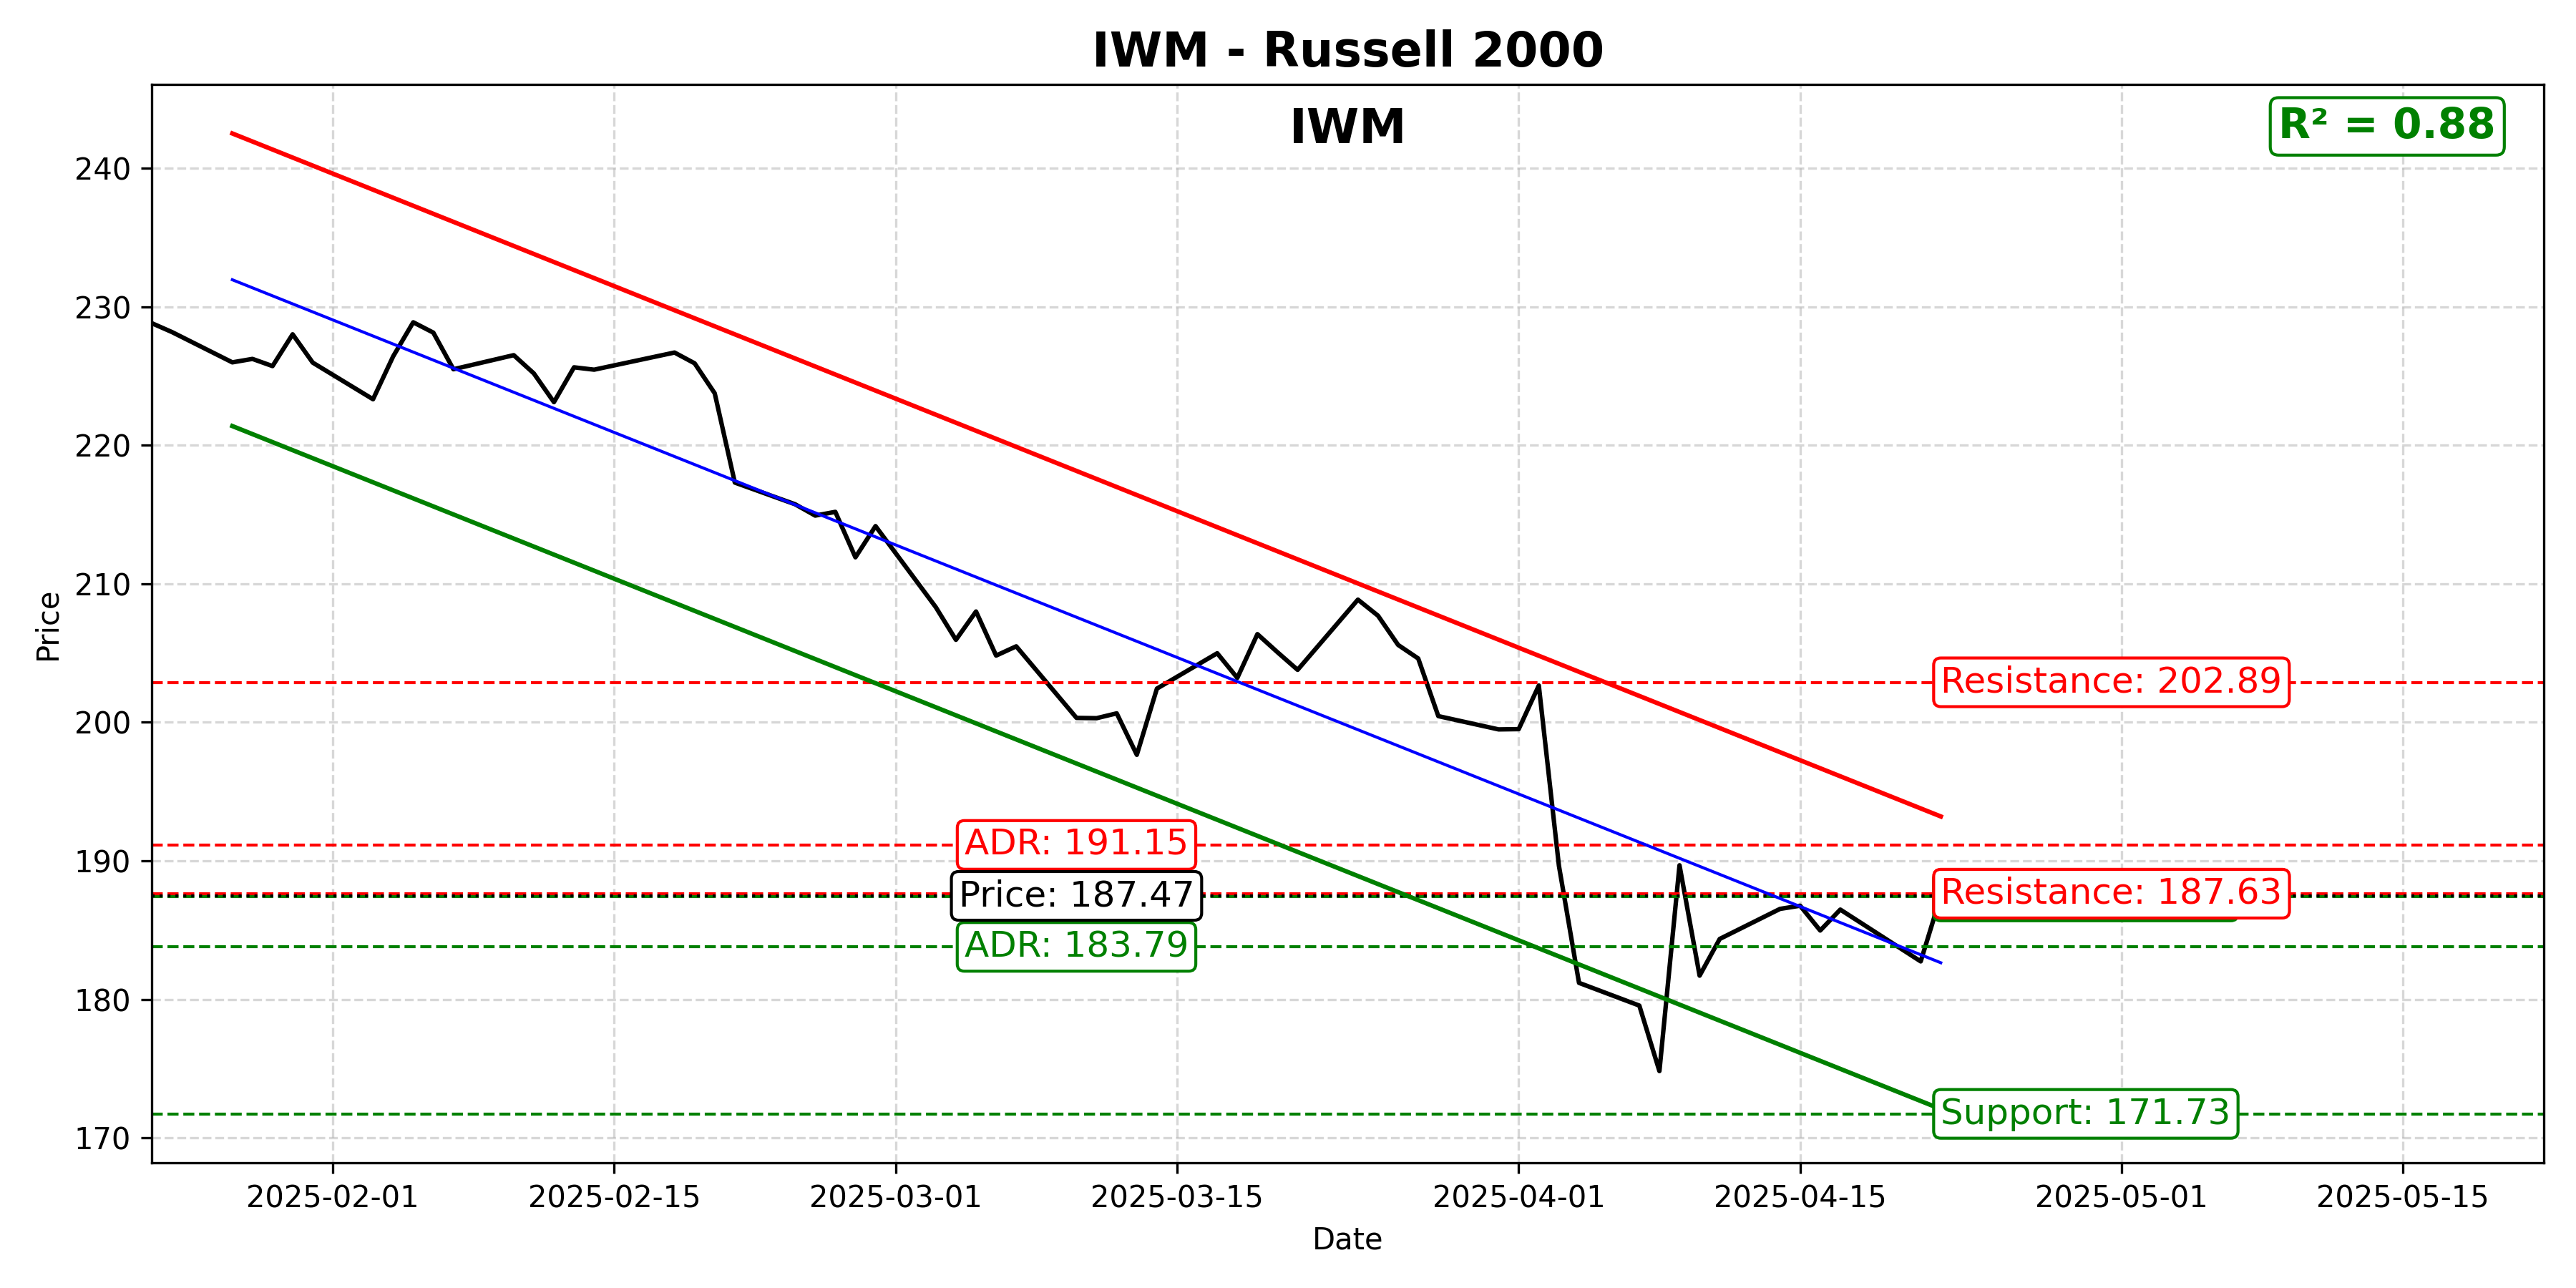 IWM - Russell 2000
IWM
R² = 0.88
240
230
220
210
200
190
180
170
Price
Resistance: 202.89
ADR: 191.15
Price: 187.47
Resistance: 187.63
ADR: 183.79
Support: 171.73
2025-02-01
2025-02-15
2025-03-01
2025-03-15
2025-04-01
2025-04-15
2025-05-01
2025-05-15
Date